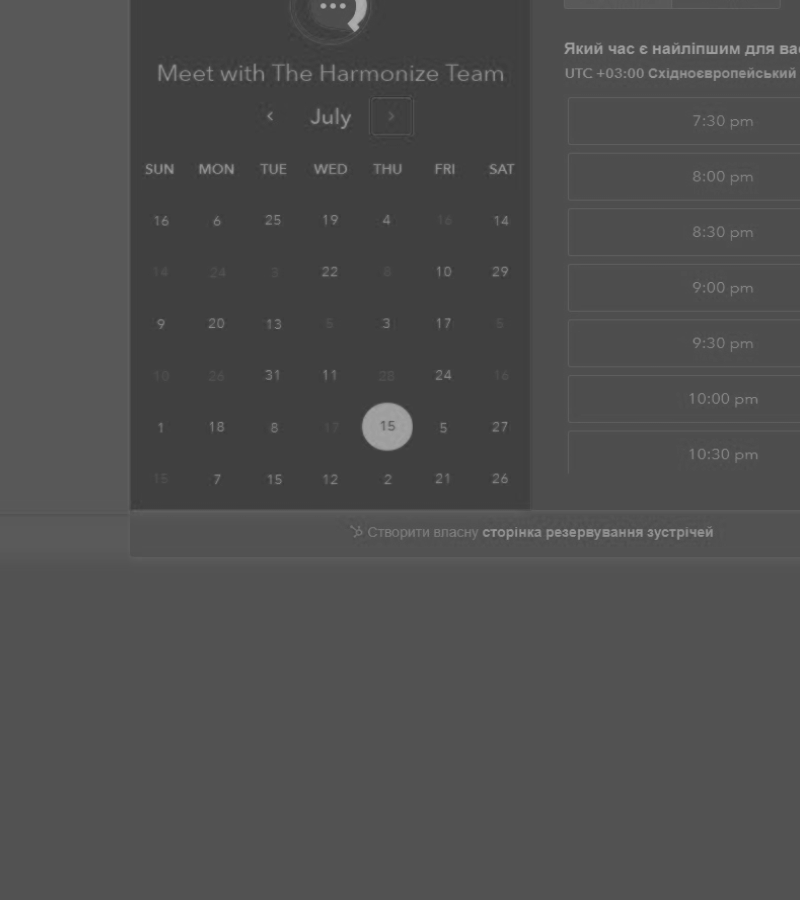 Meet with The Harmonize Team
July
SUN MON TUE WED THU FRI SAT
16 6 25 19 4 16 14
14 24 3 22 8 10 29
9 20 13 5 3 17 5
10 26 31 11 28 24 16
1 18 8 17 15 5 27
15 7 15 12 2 21 26
Який час є найліпшим для
UTC +03:00 Східноєвропейський
7:30 pm
8:00 pm
8:30 pm
9:00 pm
9:30 pm
10:00 pm
10:30 pm
Створити власну сторінка резервування зустрічей